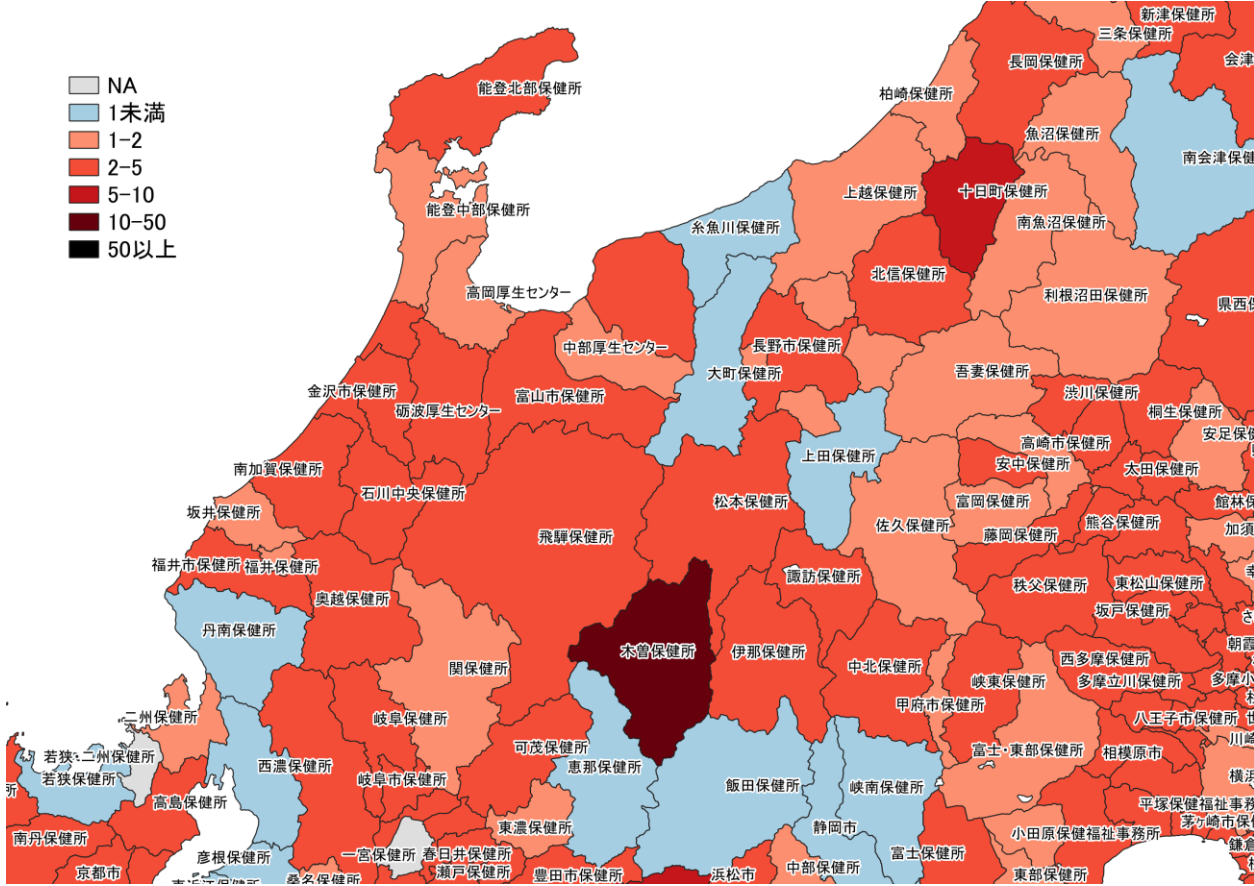 新津保健所
三条保健所
長岡保健所
会津
能登北部保健所
柏崎保健所
NA
1未満
1-2
2-5
5-10
10-50
50以上
魚沼保健所
南会津保健
上越保健所
十日町保健所
能登中部保健所
南魚沼保健所
糸魚川保健所
北信保健所
高岡厚生センター
利根沼田保健所
県西保
中部厚生センター
長野市保健所
大町保健所
吾妻保健所
金沢市保健所
砺波厚生センター
富山市保健所
渋川保健所
桐生保健所
安足保健
高崎市保健所
上田保健所
南加賀保健所
安中保健所
太田保健所
石川中央保健所
松本保健所
富岡保健所
館林保
坂井保健所
佐久保健所
熊谷保健所
加須
飛騨保健所
藤岡保健所
福井市保健所
福井保健所
諏訪保健所
幸
秩父保健所
東松山保健所
奥越保健所
坂戸保健所
さ
丹南保健所
朝霞
木曽保健所
伊那保健所
西多摩保健所
関保健所
中北保健所
峡東保健所
多摩立川保健所
多摩小
甲府市保健所
二州保健所
岐阜保健所
八王子市保健所
世
可茂保健所
富士・東部保健所
相模原市
川崎
若狭・二州保健所
恵那保健所
西濃保健所
若狭保健所
岐阜市保健所
飯田保健所
峡南保健所
横浜
所
高島保健所
平塚保健福祉事務
茅ヶ崎市保健
東濃保健所
静岡市
小田原保健福祉事務所
南丹保健所
鎌倉
彦根保健所
一宮保健所
春日井保健所
富士保健所
京都市
瀬戸保健所
豊田市保健所
浜松市
中部保健所
東部保健所
桑名保健所
東近江保健所